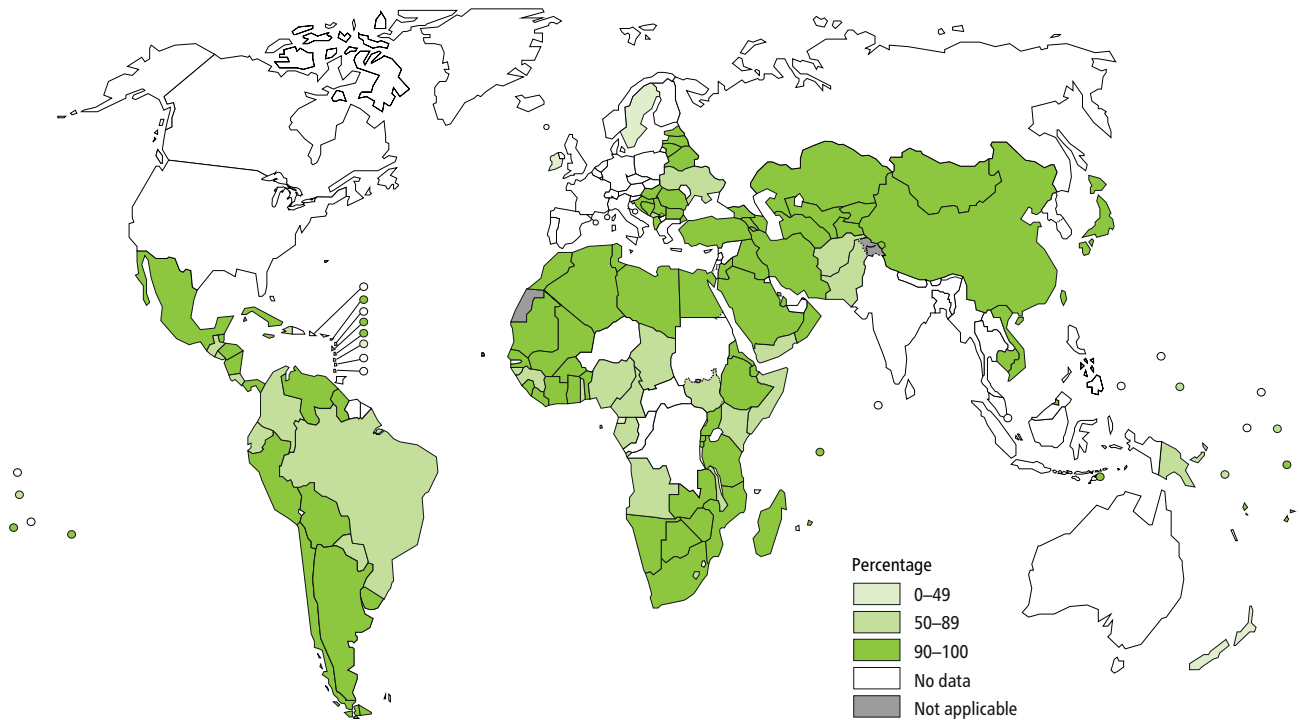 Percentage
0–49
50–89
90–100
No data
Not applicable